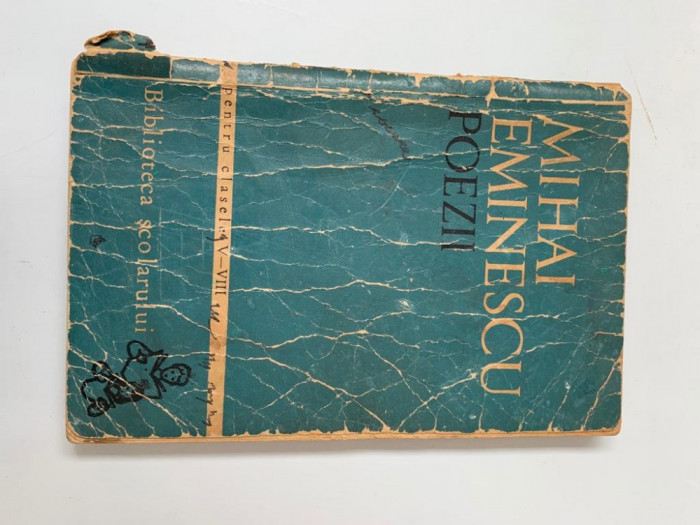 MIHAI
EMINESCU
POEZII
pentru clasele V—VIII
Biblioteca școlarului